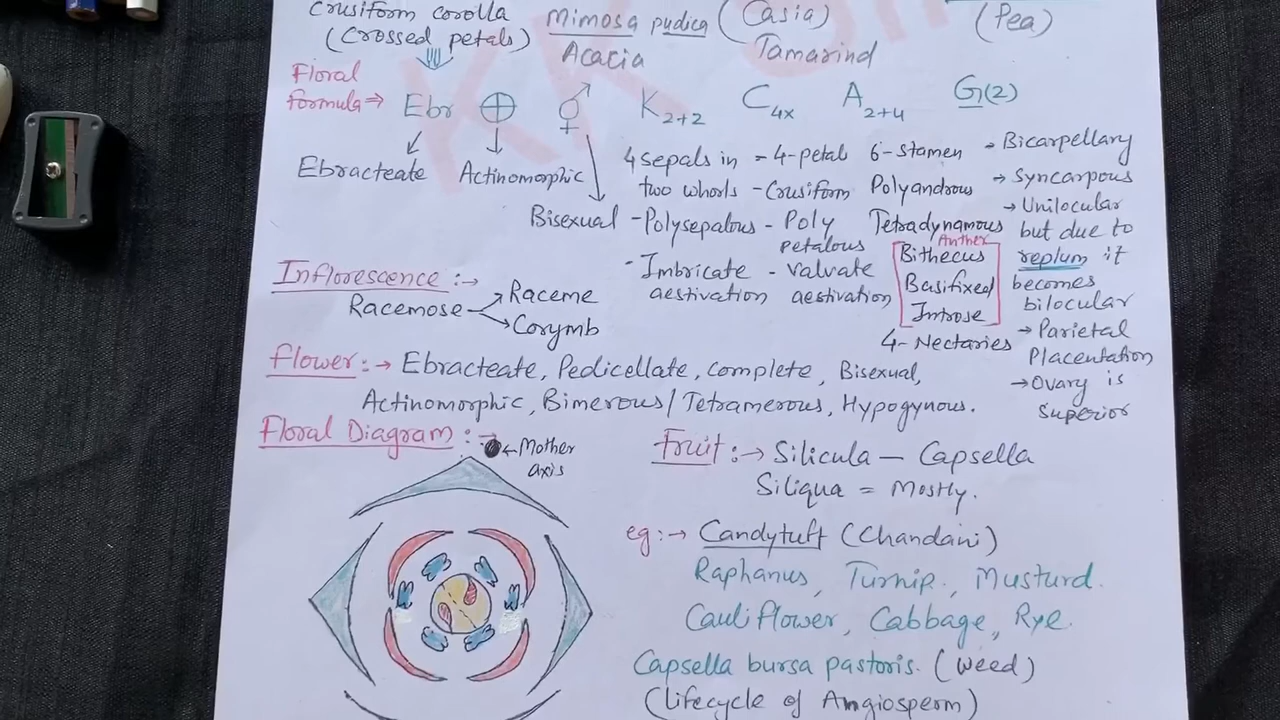 Crusiform corolla
(Crossed petals)
Mimosa pudica
Acacia
(Casia)
Tamarind
(Pea)
Floral
formula ⇒ Ebr ⊕ ⚥ K2+2 C4x A2+4 G(2)
Ebracteate
Actinomorphic
Bisexual
4 sepals in
two whorls
- Polysepalous
- Imbricate
aestivation
- 4-petal
- Crusiform
- Poly
petalous
- valvate
aestivation
6-stamen
Polyandrous
Tetradynamous
Anther
Bithecus
Basifixed
Introse
4-Nectaries
→ Bicarpellary
→ Syncarpous
→ Unilocular
but due to
replum it
becomes
bilocular
→ Parietal
Placentation
→ Ovary is
superior
Inflorescence :→
Racemose → Raceme
→ Corymb
flower :→ Ebracteate, Pedicellate, complete, Bisexual,
Actinomorphic, Bimerous/Tetramerous, Hypogynous.
Floral Diagram :→
← Mother
axis
Fruit :→ Silicula — Capsella
Siliqua = Mostly.
eg :→ Candytuft (Chandani)
Raphanus, Turnip, Musturd.
Cauliflower, Cabbage, Rye.
Capsella bursa pastoris. (weed)
(lifecycle of Angiosperm)